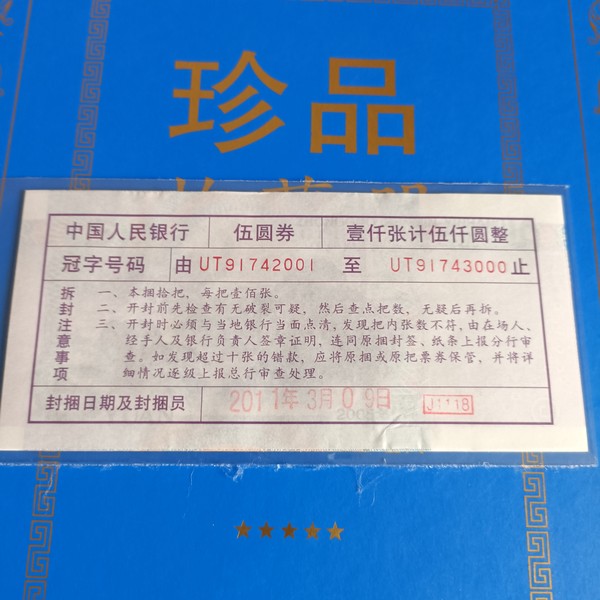 珍品
中国人民银行 伍圆券 壹仟张计伍仟圆整
冠字号码 由 UT91742001 至 UT91743000 止
拆封注意事项
一、本捆拾把，每把壹佰张。
二、开封前先检查有无破裂可疑，然后查点把数，无疑后再拆。
三、开封时必须与当地银行当面点清，发现把内张数不符，由在场人、
经手人及银行负责人签章证明，连同原捆封签、纸条上报分行审
查。如发现超过十张的错款，应将原捆或原把票券保管，并将详
细情况逐级上报总行审查处理。
封捆日期及封捆员 2011年3月09日 J1118